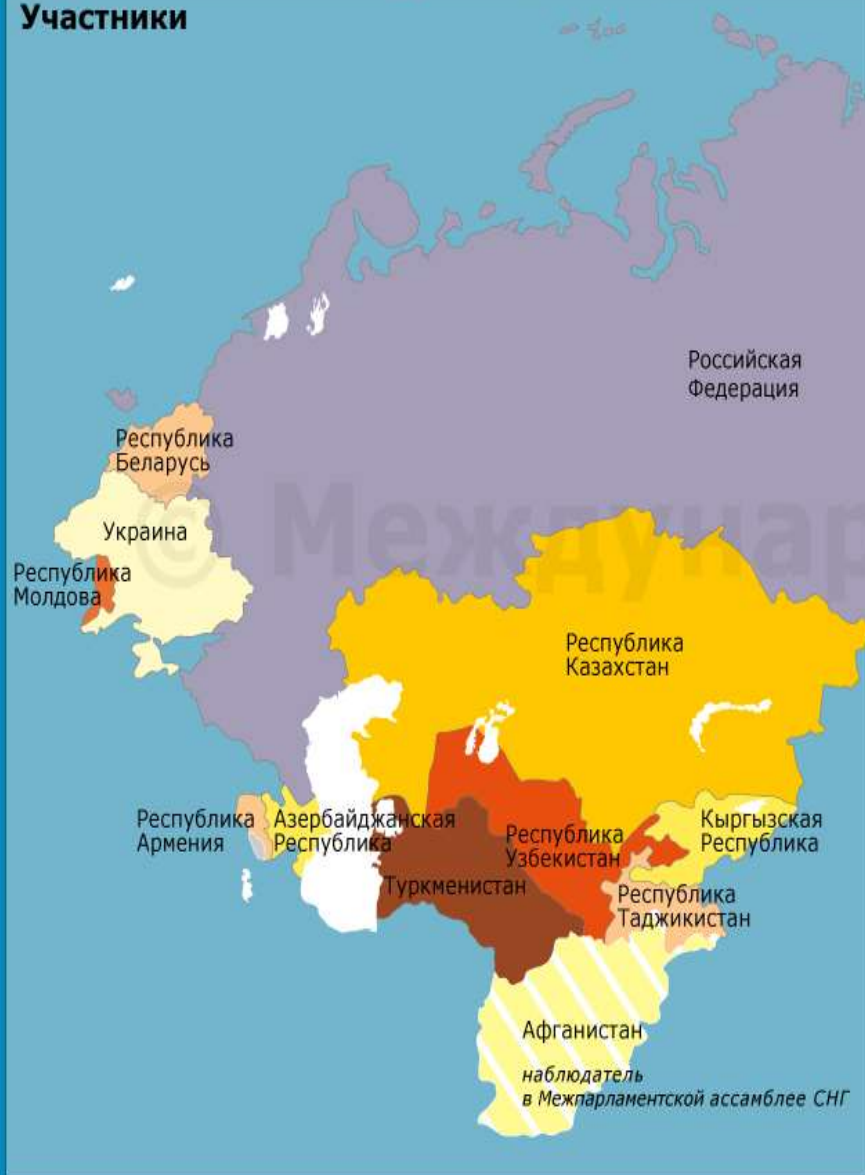 Участники
Российская
Федерация
Республика
Беларусь
Украина
© Междунар
Республика
Молдова
Республика
Казахстан
Республика
Армения
Азербайджанская
Республика
Республика
Узбекистан
Кыргызская
Республика
Туркменистан
Республика
Таджикистан
Афганистан
наблюдатель
в Межпарламентской ассамблее СНГ